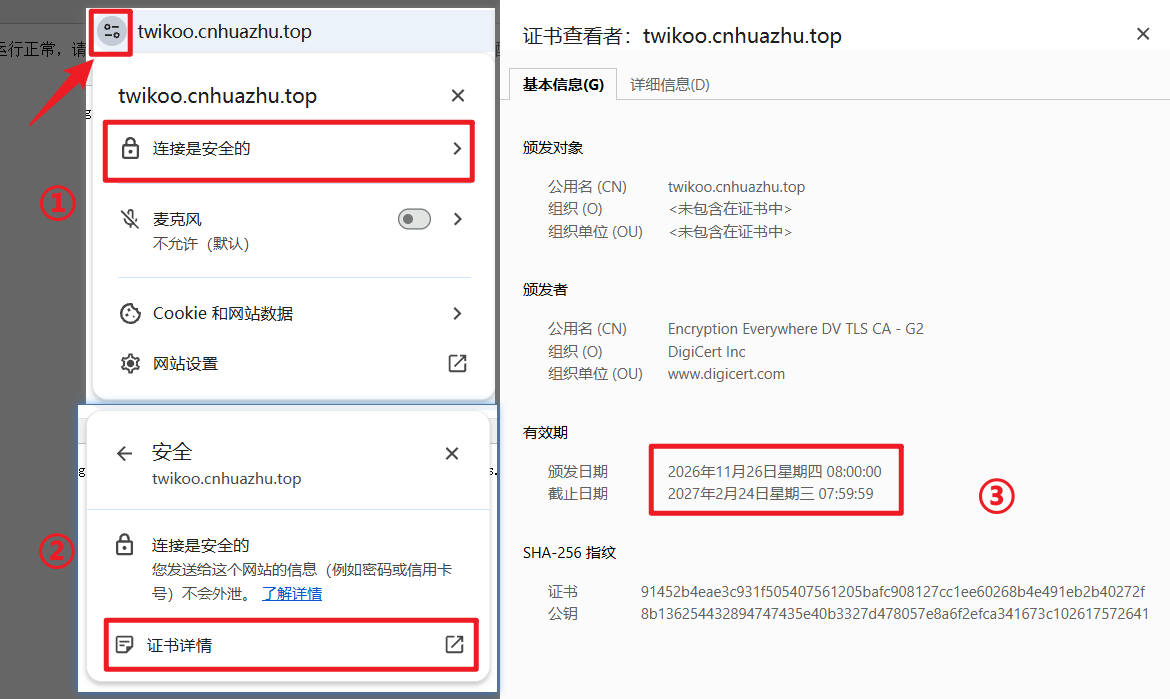 twikoo.cnhuazhu.top
运行正常，请
twikoo.cnhuazhu.top
连接是安全的
①
麦克风
不允许（默认）
Cookie 和网站数据
网站设置
安全
twikoo.cnhuazhu.top
②
连接是安全的
您发送给这个网站的信息（例如密码或信用卡
号）不会外泄。 了解详情
证书详情
证书查看者：twikoo.cnhuazhu.top
基本信息(G) 详细信息(D)
颁发对象
公用名 (CN) twikoo.cnhuazhu.top
组织 (O) <未包含在证书中>
组织单位 (OU) <未包含在证书中>
颁发者
公用名 (CN) Encryption Everywhere DV TLS CA - G2
组织 (O) DigiCert Inc
组织单位 (OU) www.digicert.com
有效期
颁发日期 2026年11月26日星期四 08:00:00
截止日期 2027年2月24日星期三 07:59:59
③
SHA-256 指纹
证书 91452b4eae3c931f505407561205bafc908127cc1ee60268b4e491eb2b40272f
公钥 8b136254432894747435e40b3327d478057e8a6f2efca341673c102617572641